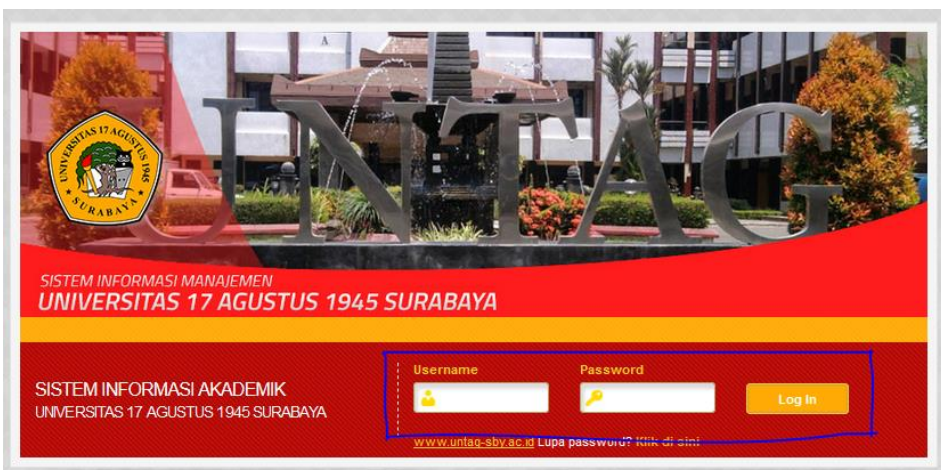 UNTAG
UNIVERSITAS 17 AGUSTUS 1945
SURABAYA
SISTEM INFORMASI MANAJEMEN
UNIVERSITAS 17 AGUSTUS 1945 SURABAYA
SISTEM INFORMASI AKADEMIK
UNIVERSITAS 17 AGUSTUS 1945 SURABAYA
Username
Password
Log In
www.untag-sby.ac.id Lupa password? Klik di sini